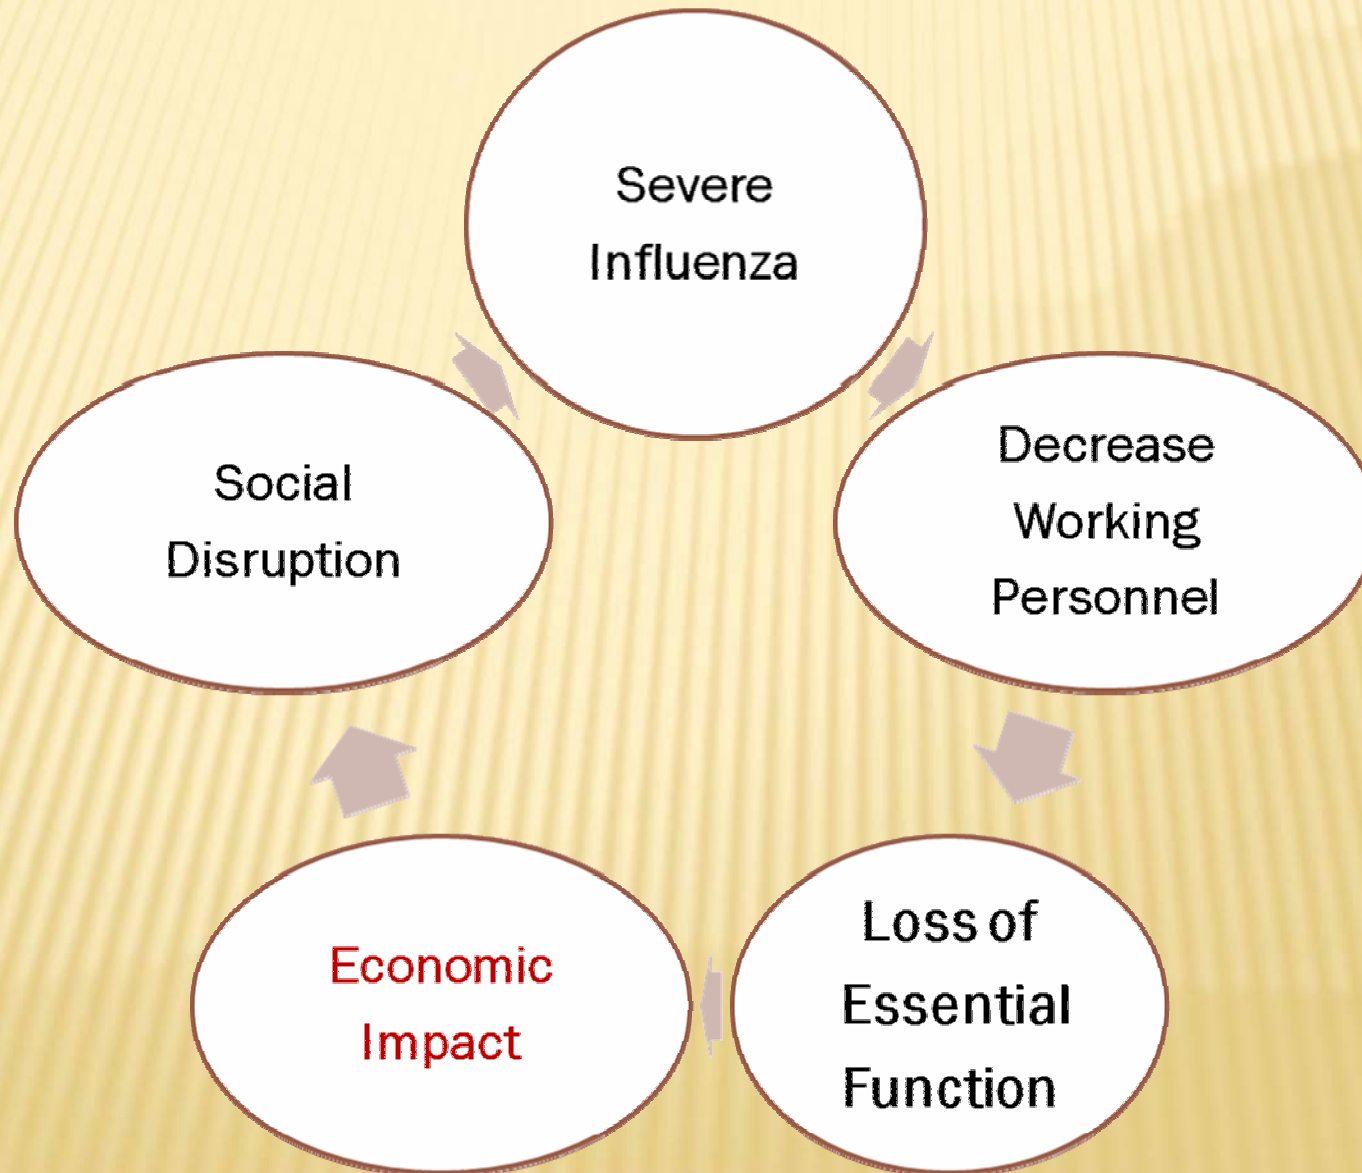 Severe
Influenza
Decrease
Working
Personnel
Loss of
Essential
Function
Economic
Impact
Social
Disruption